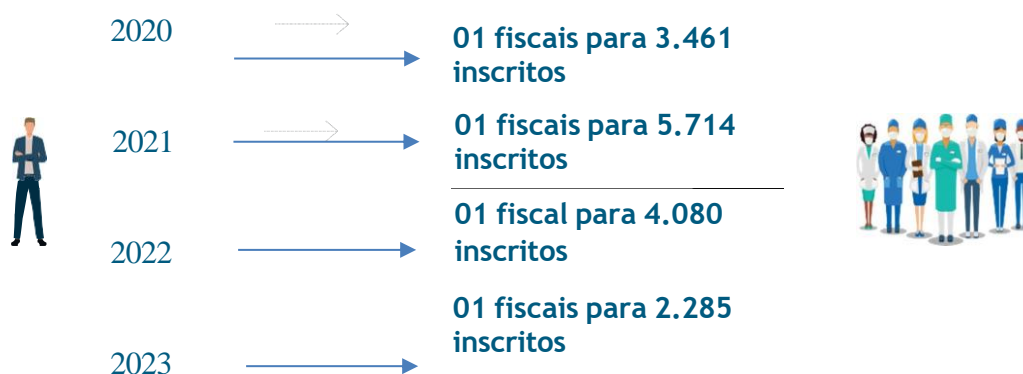 2020
01 fiscais para 3.461
inscritos
2021
01 fiscais para 5.714
inscritos
2022
01 fiscal para 4.080
inscritos
2023
01 fiscais para 2.285
inscritos